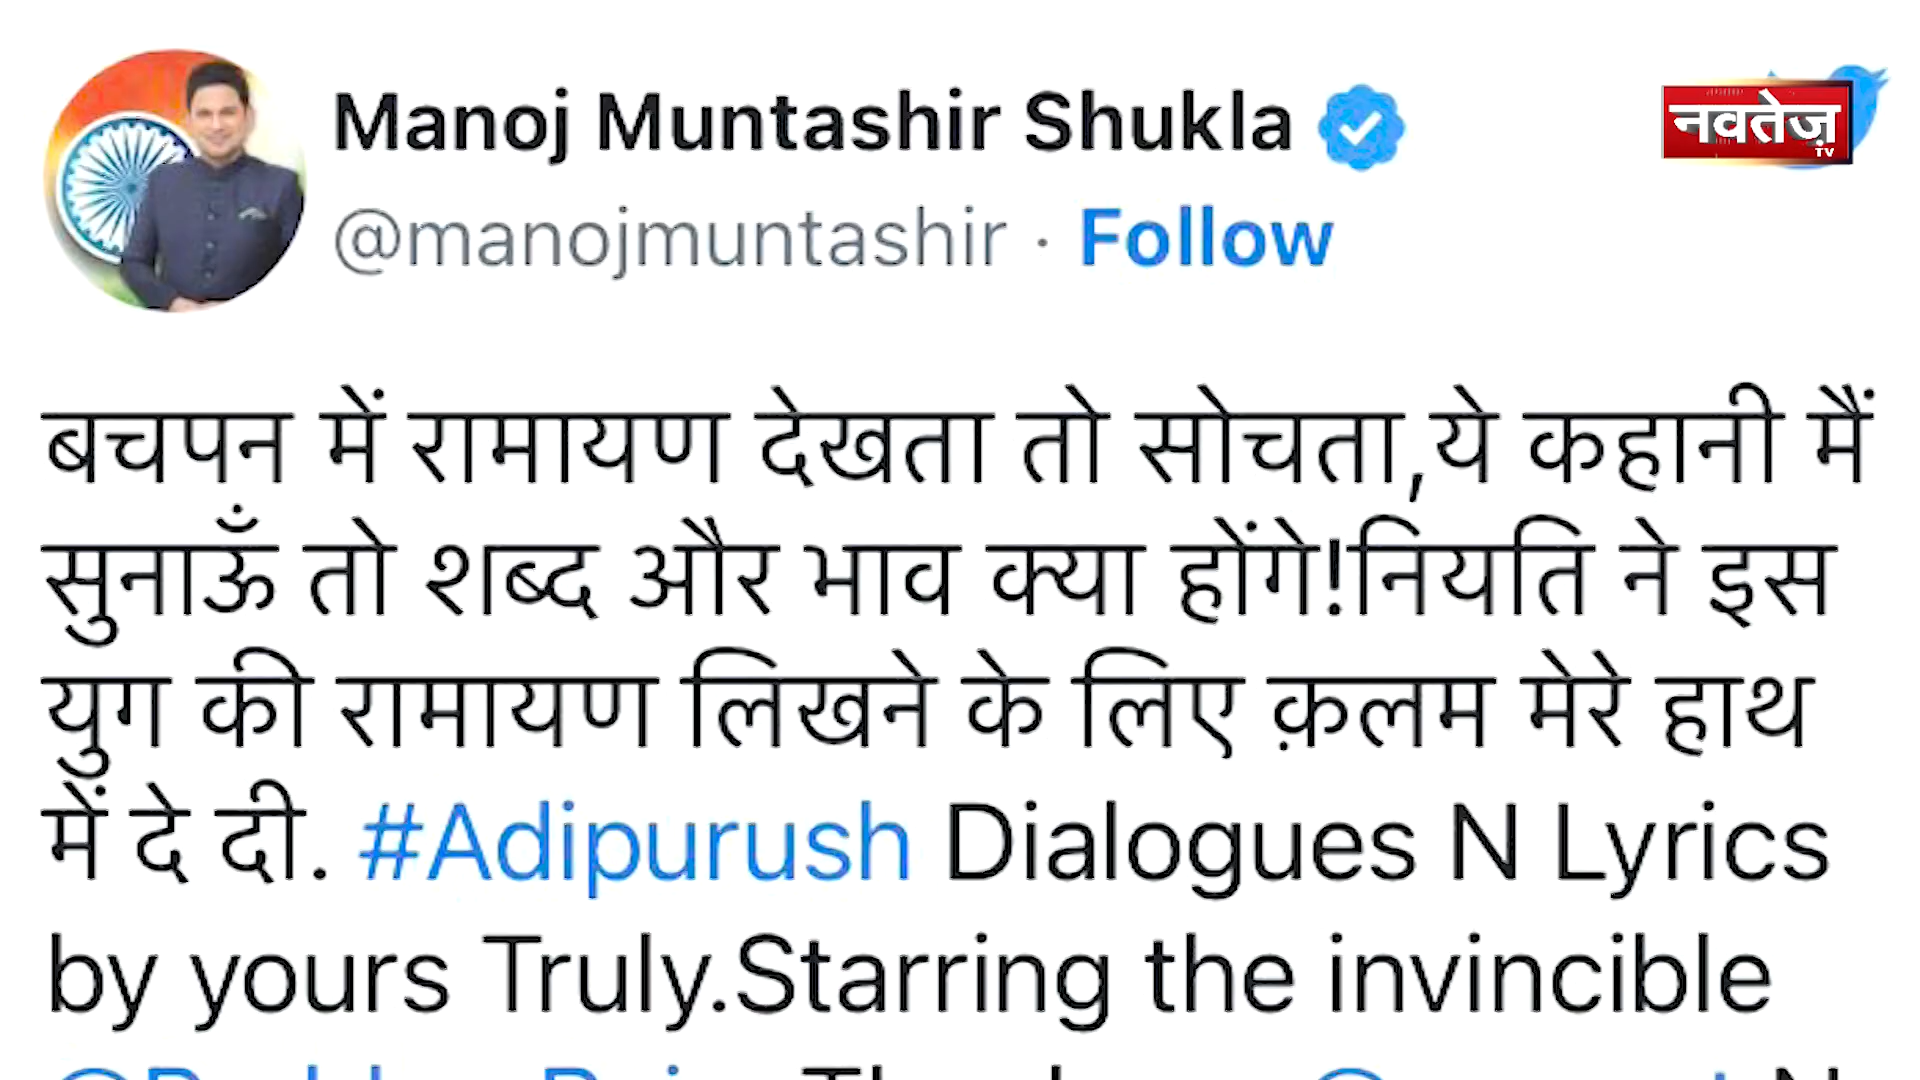 Manoj Muntashir Shukla
नवतेज़
TV
@manojmuntashir · Follow
बचपन में रामायण देखता तो सोचता,ये कहानी मैं
सुनाऊँ तो शब्द और भाव क्या होंगे!नियति ने इस
युग की रामायण लिखने के लिए क़लम मेरे हाथ
में दे दी. #Adipurush Dialogues N Lyrics
by yours Truly.Starring the invincible